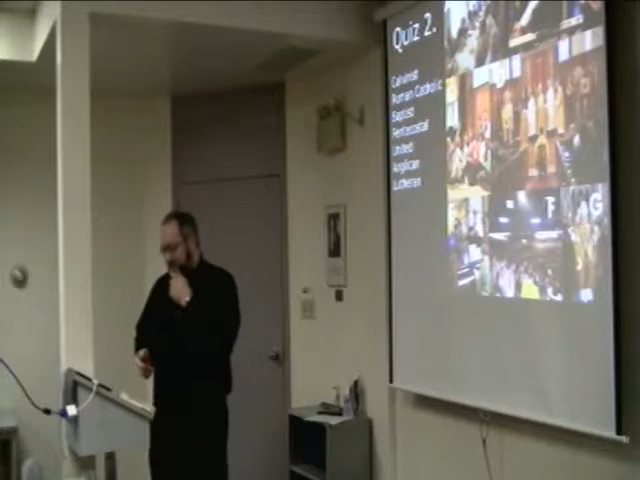 Quiz 2.
Calvinist
Roman Catholic
Baptist
Pentecostal
United
Anglican
Lutheran
F
G